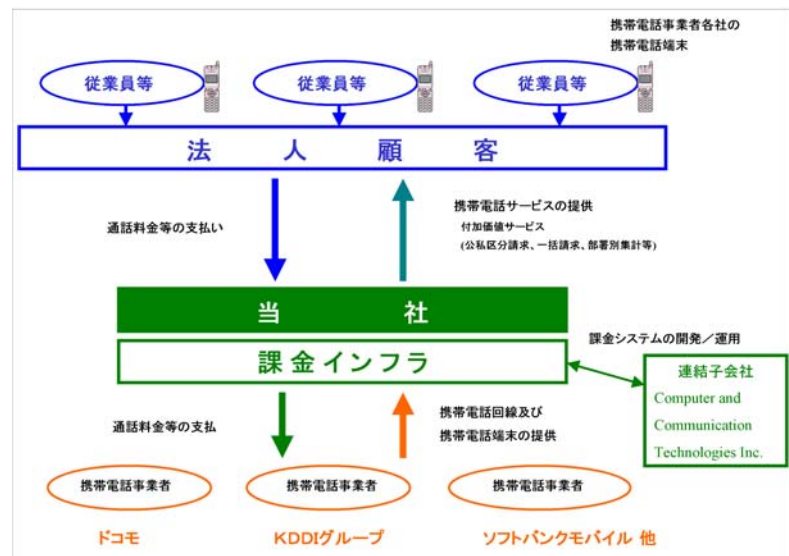 携帯電話事業者各社の
携帯電話端末
従業員等
従業員等
従業員等
法人顧客
通話料金等の支払い
携帯電話サービスの提供
付加価値サービス
(公私区分請求、一括請求、部署別集計等)
当社
課金インフラ
課金システムの開発／運用
連結子会社
Computer and
Communication
Technologies Inc.
通話料金等の支払
携帯電話回線及び
携帯電話端末の提供
携帯電話事業者
携帯電話事業者
携帯電話事業者
ドコモ
KDDIグループ
ソフトバンクモバイル 他